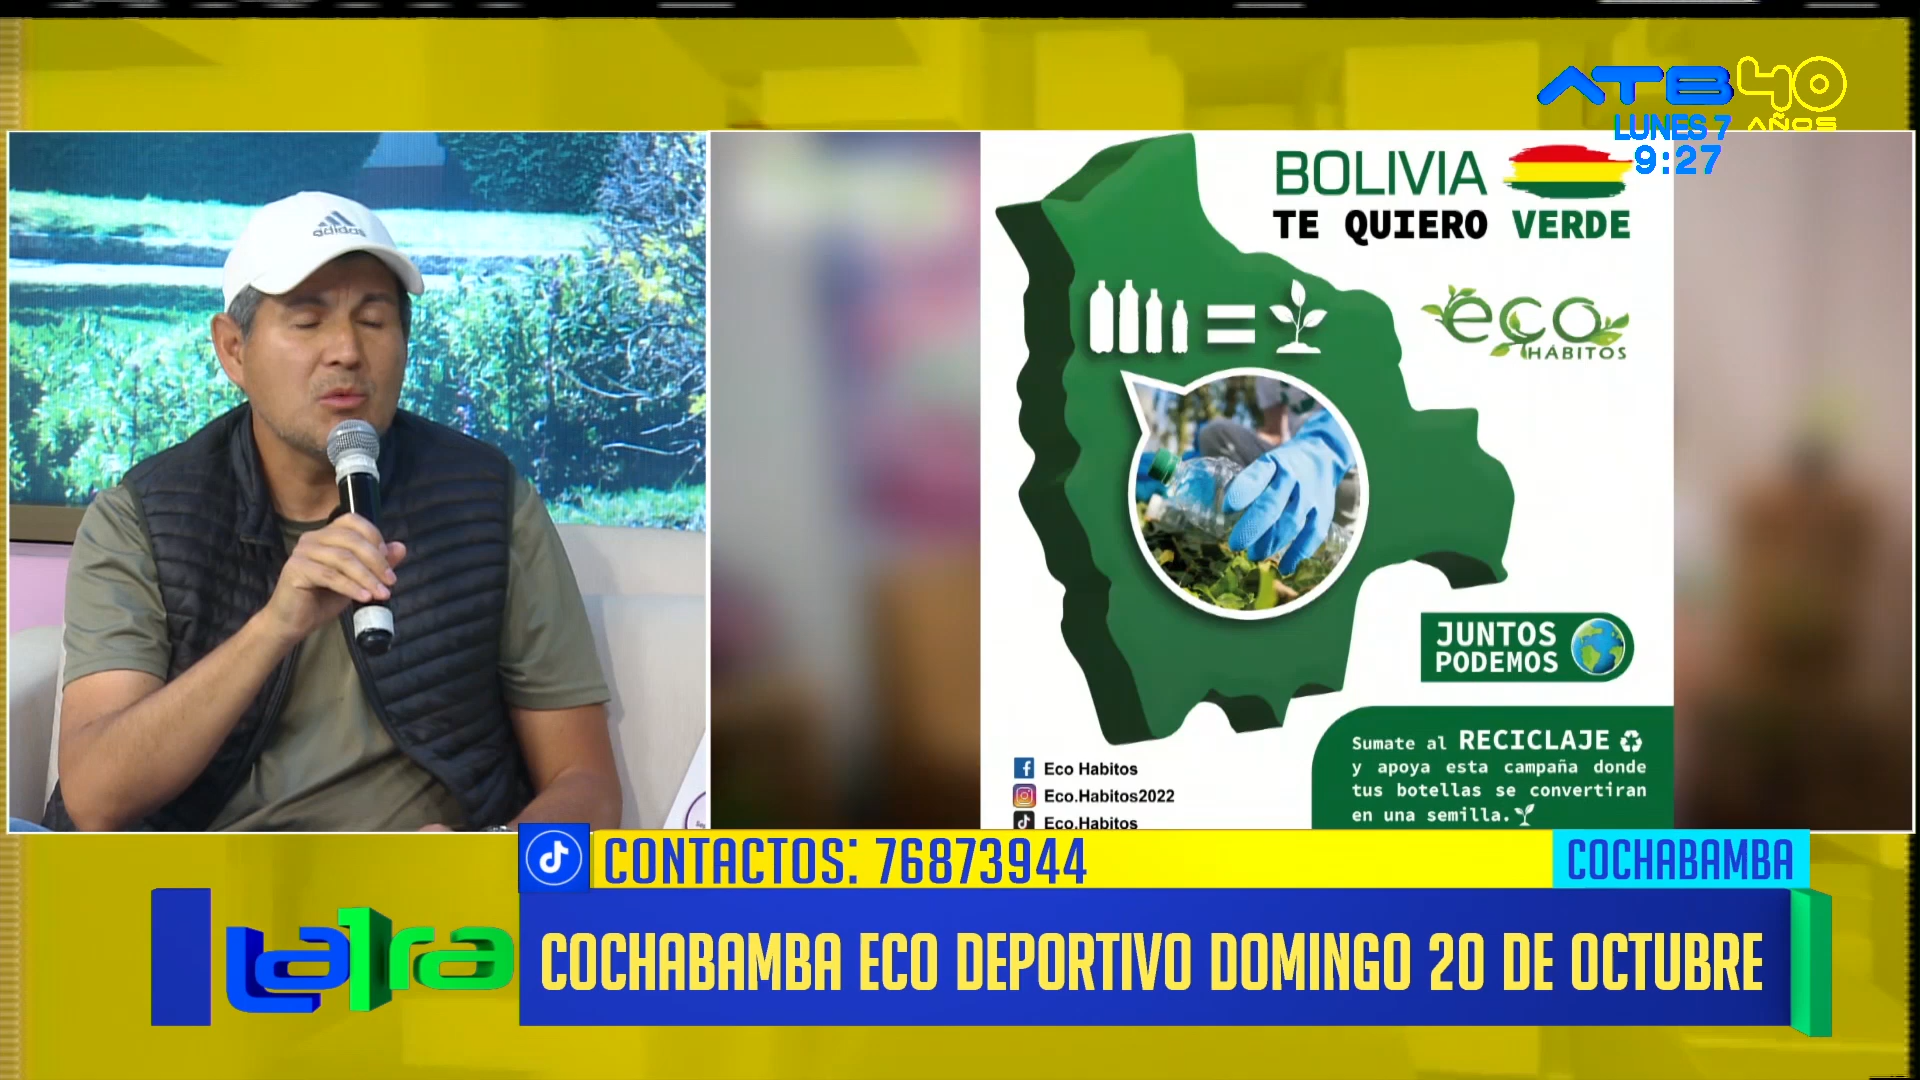 ATB 40
AÑOS
LUNES 7
9:27
adidas
BOLIVIA
TE QUIERO VERDE
eco
HÁBITOS
JUNTOS
PODEMOS
Sumate al RECICLAJE
y apoya esta campaña donde
tus botellas se convertiran
en una semilla.
Eco Habitos
Eco.Habitos2022
Eco.Habitos
CONTACTOS: 76873944
COCHABAMBA
La1ra
COCHABAMBA ECO DEPORTIVO DOMINGO 20 DE OCTUBRE